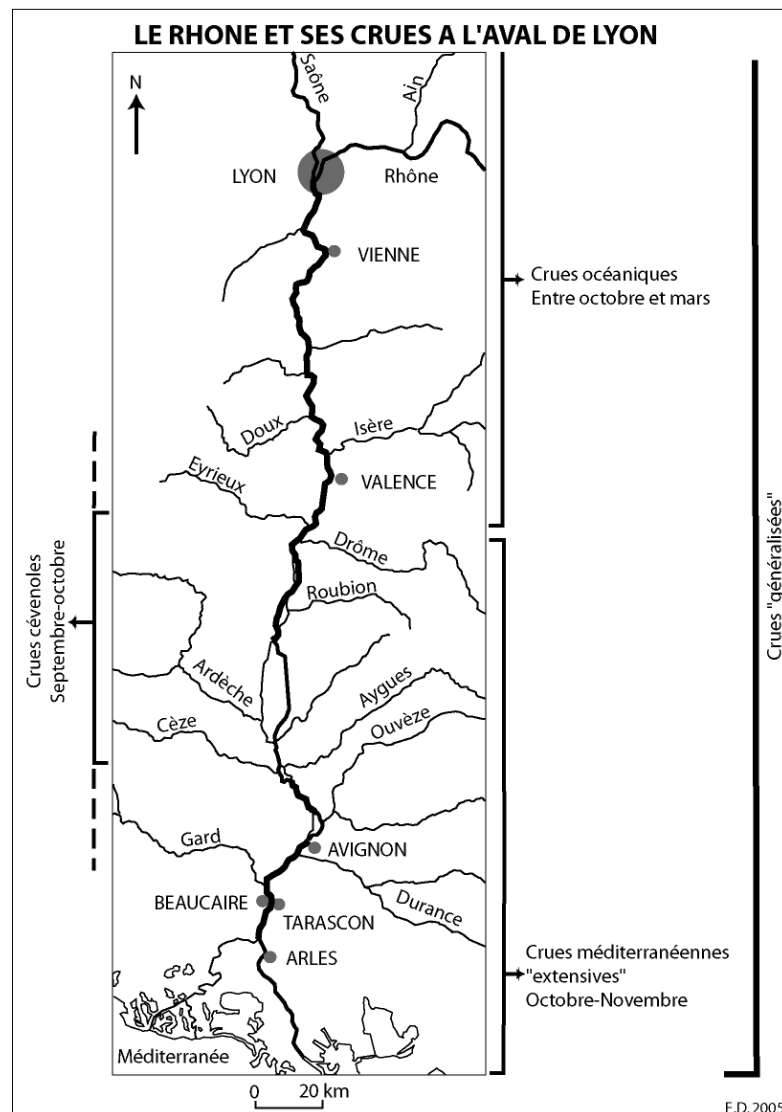 LE RHONE ET SES CRUES A L'AVAL DE LYON
N
Saône
Ain
LYON
Rhône
VIENNE
Crues océaniques
Entre octobre et mars
Doux
Isère
Eyrieux
VALENCE
Drôme
Roubion
Crues cévenoles
Septembre-octobre
Crues "généralisées"
Ardèche
Aygues
Cèze
Ouvèze
Gard
AVIGNON
BEAUCAIRE
TARASCON
Durance
ARLES
Crues méditerranéennes
"extensives"
Octobre-Novembre
Méditerranée
0 20 km
F.D. 2005